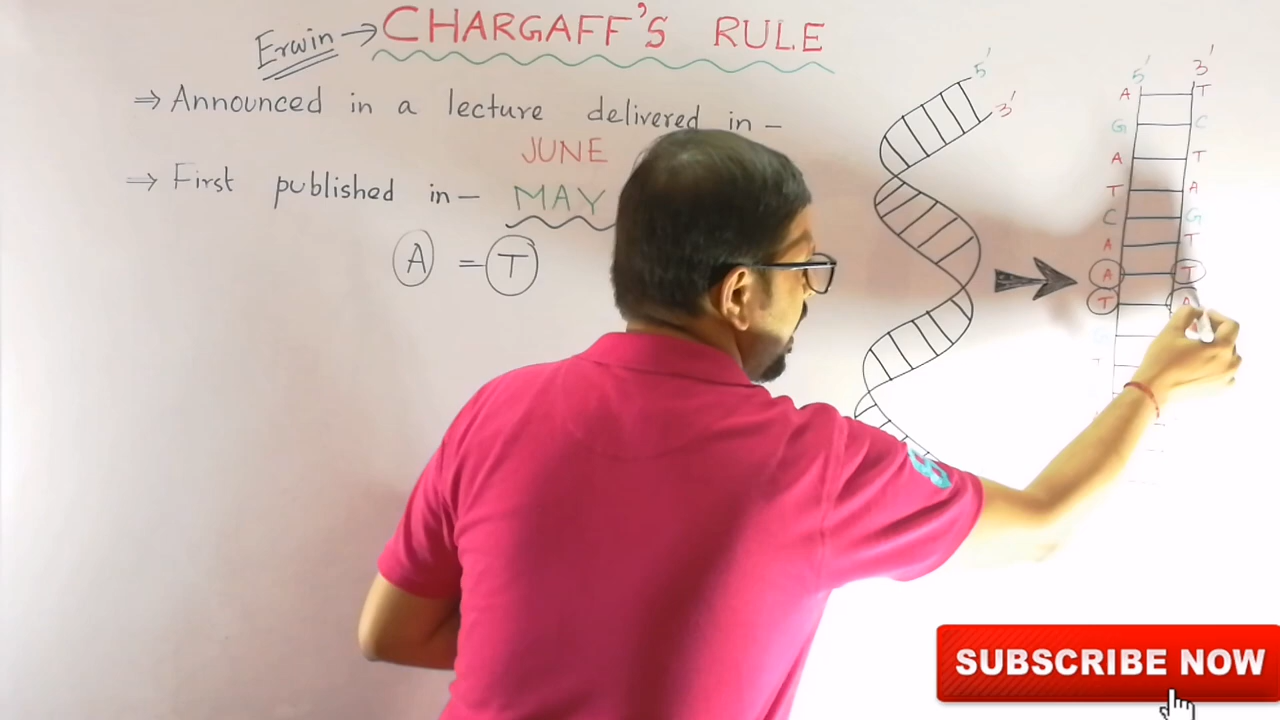 Erwin → CHARGAFF'S RULE
⇒ Announced in a lecture delivered in –
JUNE
⇒ First published in – MAY
A = T
5'
3'
5' 3'
A T
G C
A T
T A
C G
A T
A T
T A
G
T
SUBSCRIBE NOW